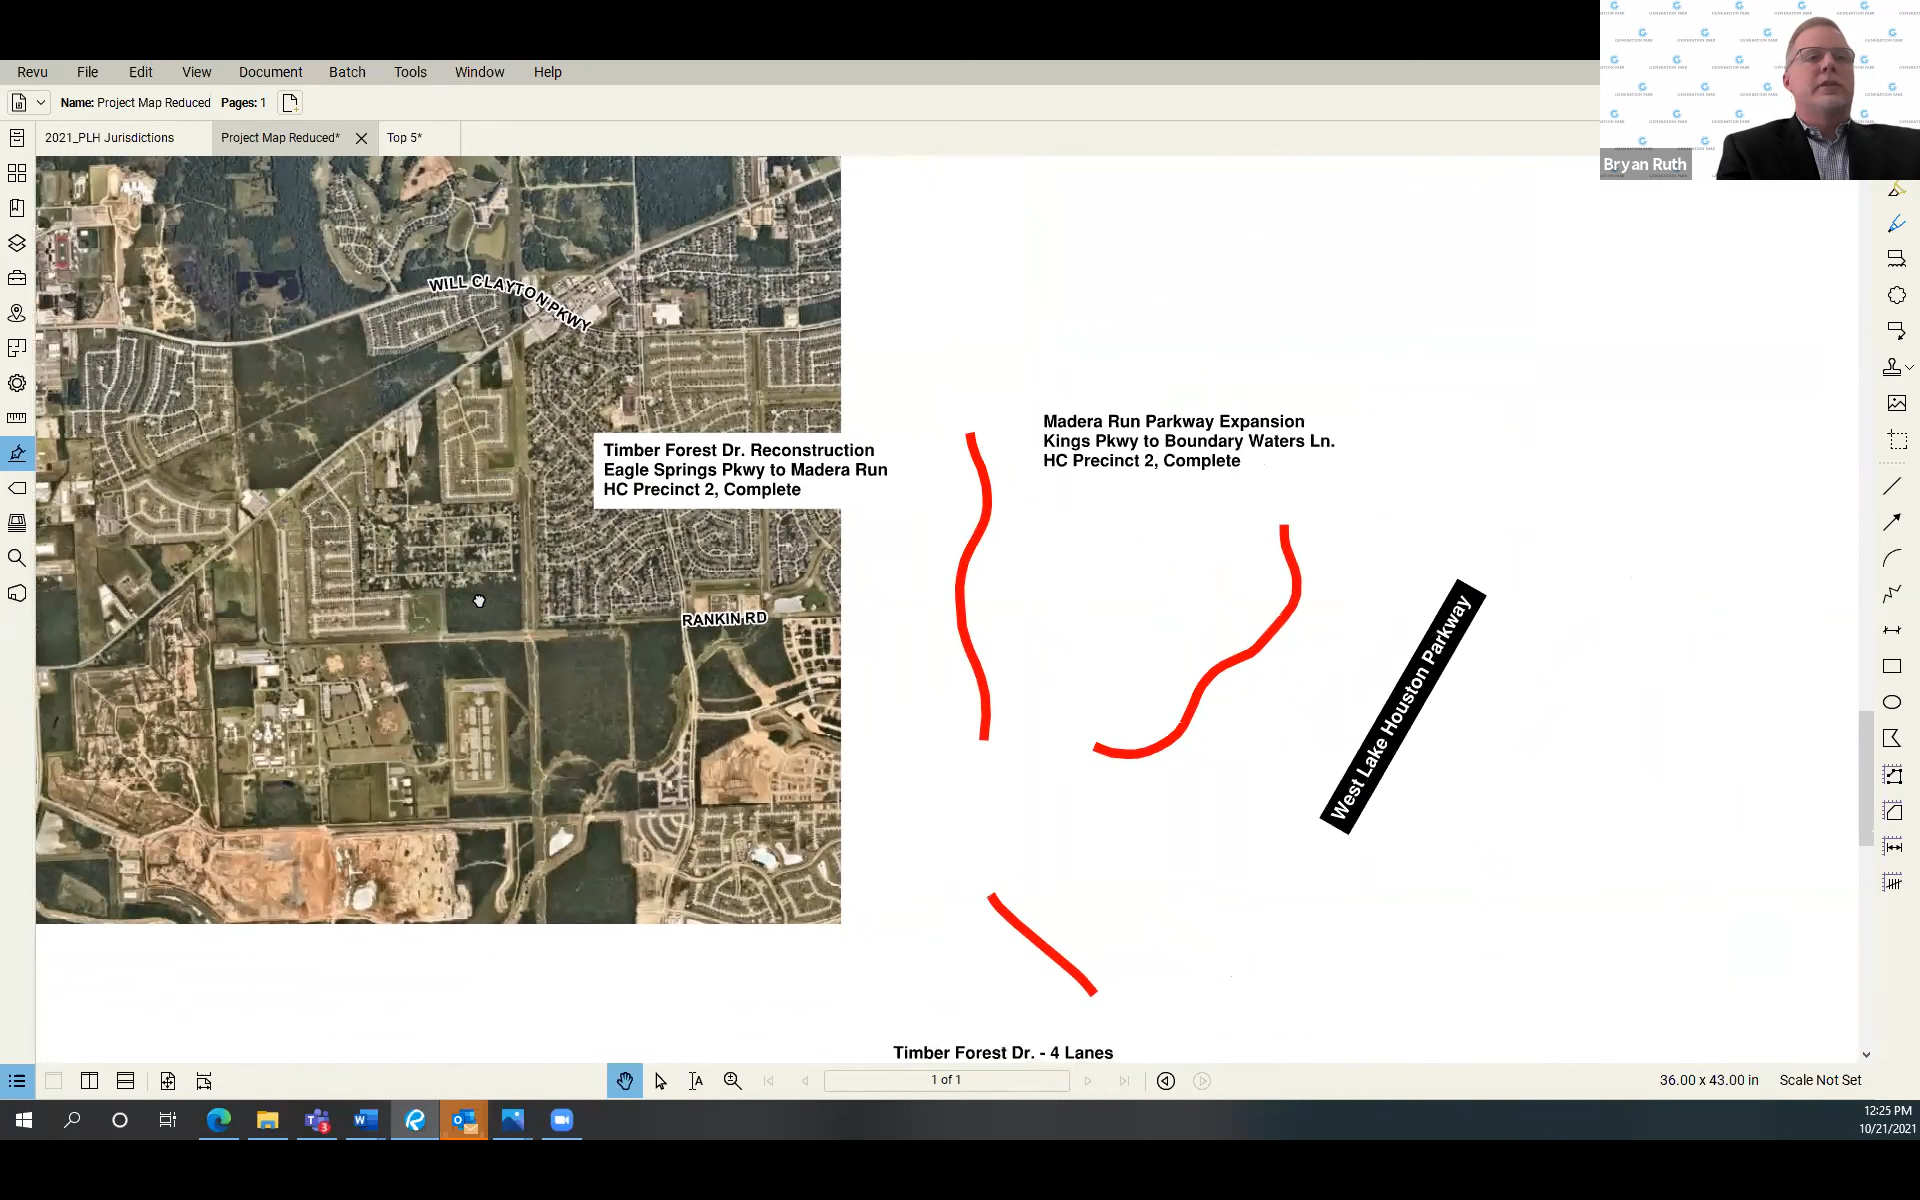 Revu File Edit View Document Batch Tools Window Help
Name: Project Map Reduced Pages: 1
2021_PLH Jurisdictions
Project Map Reduced*
Top 5*
GENERATION PARK
Bryan Ruth
WILL CLAYTON PKWY
Timber Forest Dr. Reconstruction
Eagle Springs Pkwy to Madera Run
HC Precinct 2, Complete
Madera Run Parkway Expansion
Kings Pkwy to Boundary Waters Ln.
HC Precinct 2, Complete
RANKIN RD
West Lake Houston Parkway
Timber Forest Dr. - 4 Lanes
1 of 1
36.00 x 43.00 in
Scale Not Set
3
12:25 PM
10/21/2021